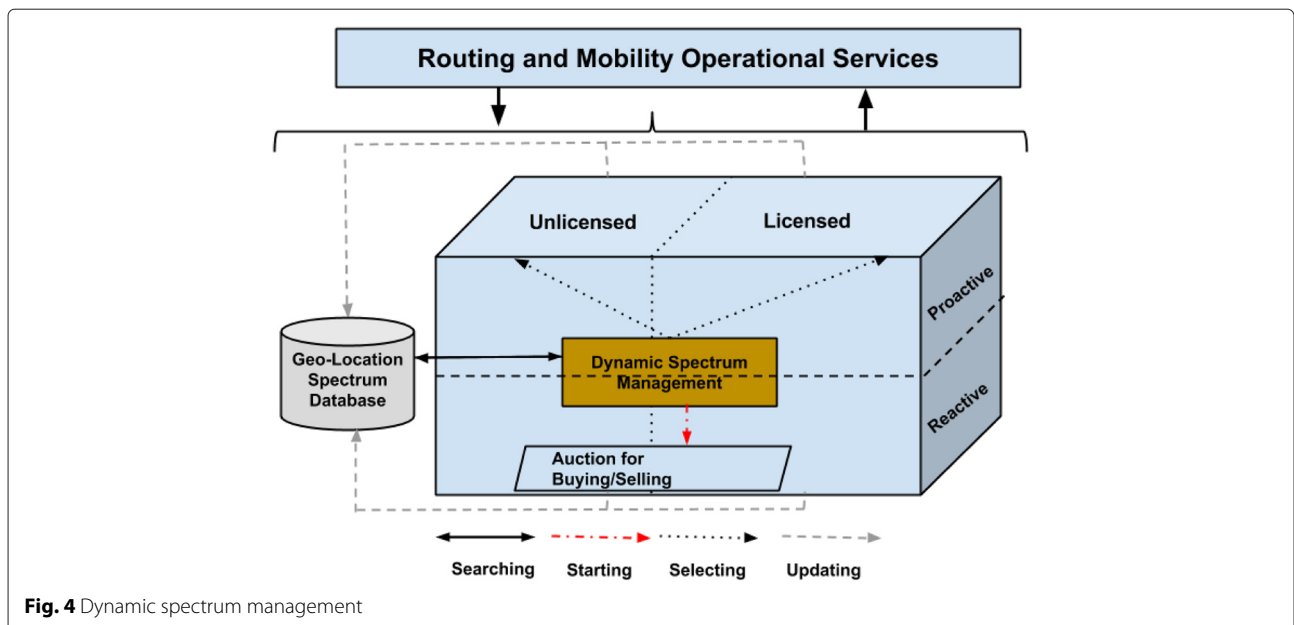 Routing and Mobility Operational Services
Unlicensed
Licensed
Proactive
Reactive
Geo-Location
Spectrum
Database
Dynamic Spectrum
Management
Auction for
Buying/Selling
Searching
Starting
Selecting
Updating
Fig. 4 Dynamic spectrum management